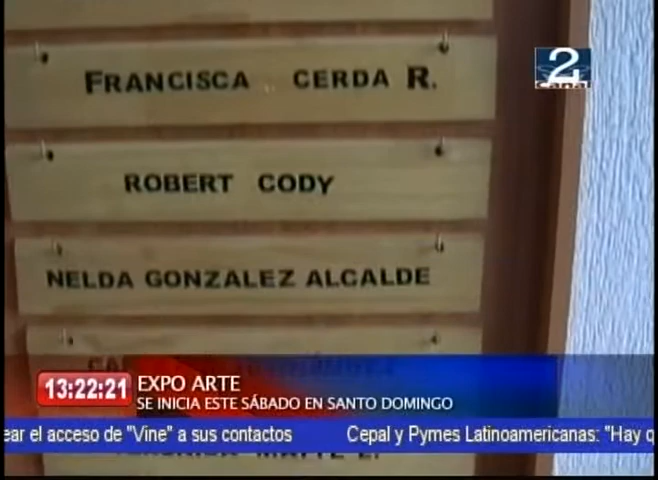 FRANCISCA CERDA R.
2
Canal
ROBERT CODY
NELDA GONZALEZ ALCALDE
13:22:21
EXPO ARTE
SE INICIA ESTE SÁBADO EN SANTO DOMINGO
ear el acceso de "Vine" a sus contactos Cepal y Pymes Latinoamericanas: "Hay q